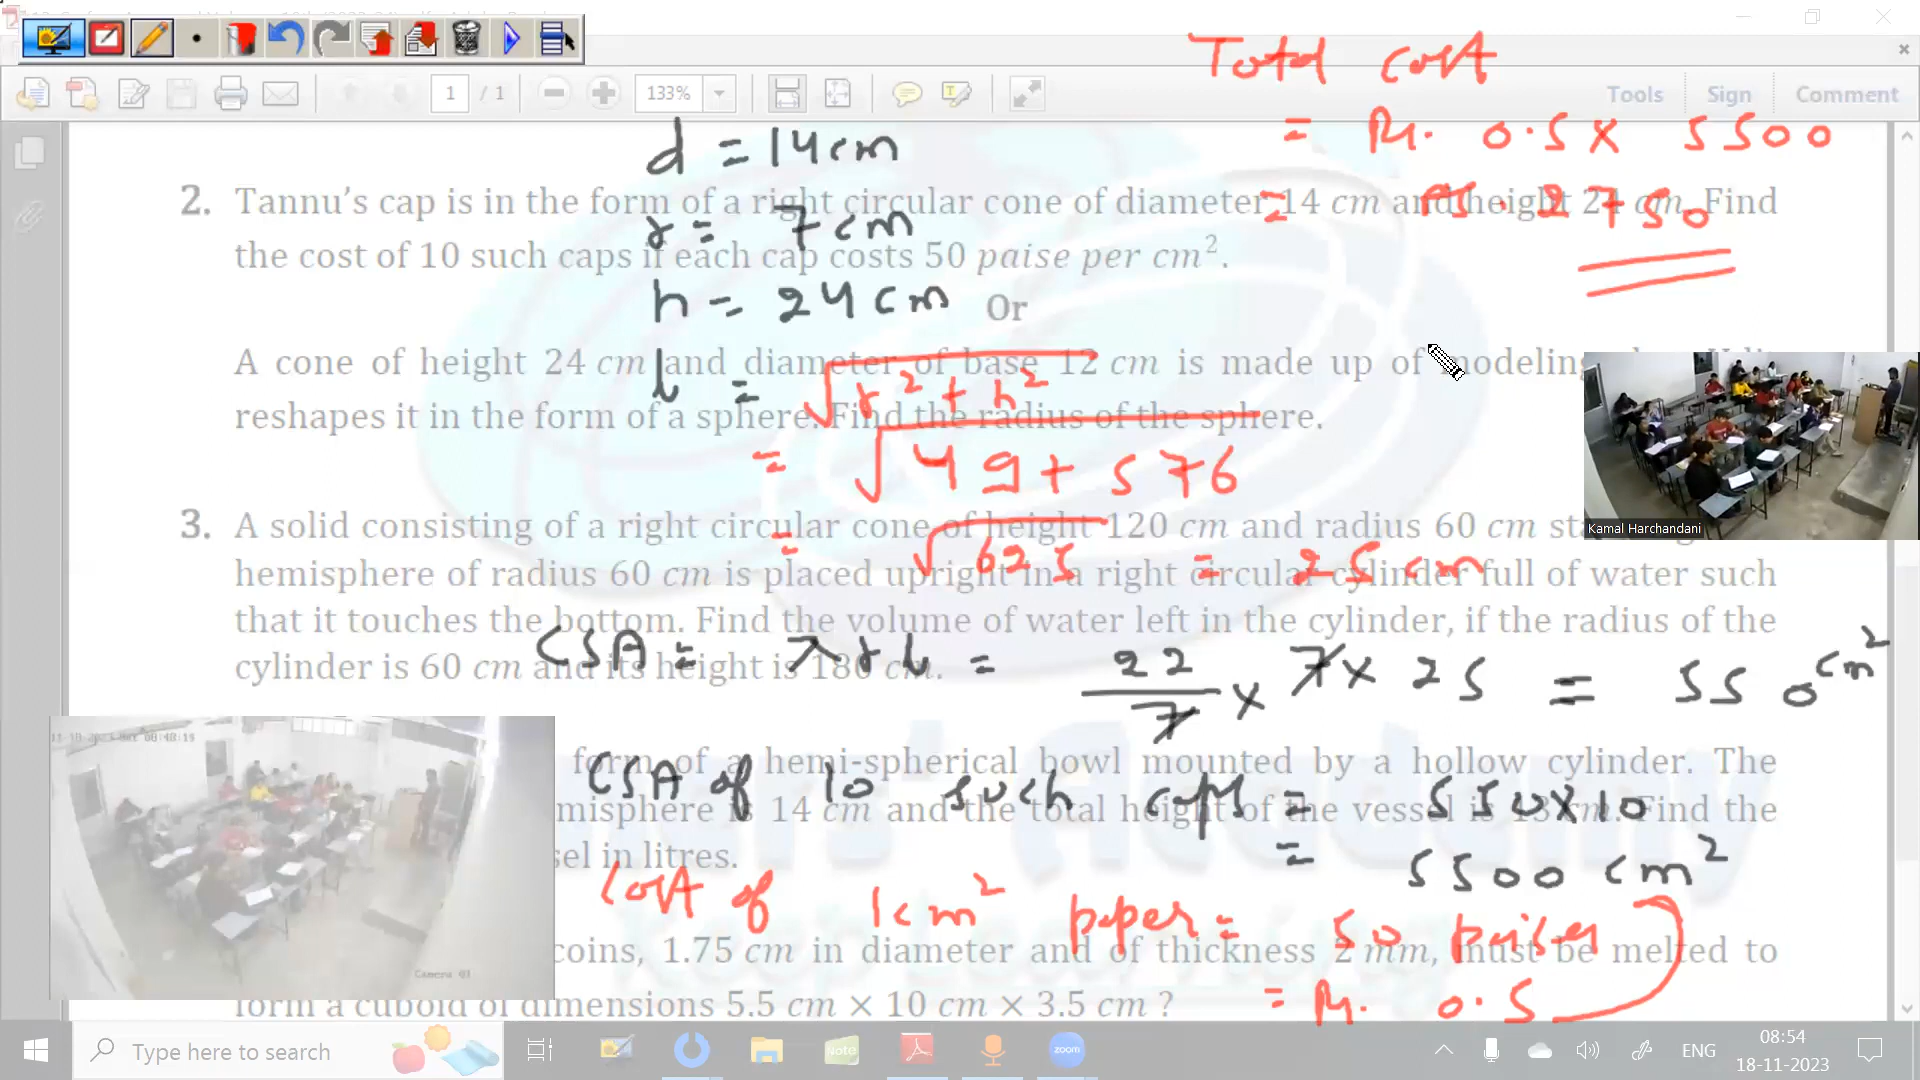 Total cost
1 / 1
133%
Tools
Sign
Comment
= Rs. 0.5 x 5500
= Rs. 2750
d = 14 cm
2. Tannu's cap is in the form of a right circular cone of diameter 14 cm and height 24 cm. Find
r = 7 cm
the cost of 10 such caps if each cap costs 50 paise per cm².
h = 24 cm
Or
A cone of height 24 cm and diameter of base 12 cm is made up of modeling
l = √r² + h²
reshapes it in the form of a sphere. Find the radius of the sphere.
= √49 + 576
3. A solid consisting of a right circular cone of height 120 cm and radius 60 cm
= √625 = 25 cm
hemisphere of radius 60 cm is placed upright in a right circular cylinder full of water such
that it touches the bottom. Find the volume of water left in the cylinder, if the radius of the
cylinder is 60 cm and its height is 180 cm.
CSA = πrl = 22/7 x 7 x 25 = 550 cm²
Kamal Harchandani
form of a hemi-spherical bowl mounted by a hollow cylinder. The
CSA of 10 such caps = 550 x 10
is 14 cm and the total height of the vessel is 13 cm. Find the
= 5500 cm²
in litres.
Cost of 1 cm² paper = 50 paise
coins, 1.75 cm in diameter and of thickness 2 mm, must be melted to
= Rs. 0.5
form a cuboid of dimensions 5.5 cm × 10 cm × 3.5 cm ?
Camera 01
Type here to search
Note
zoom
ENG
08:54
18-11-2023